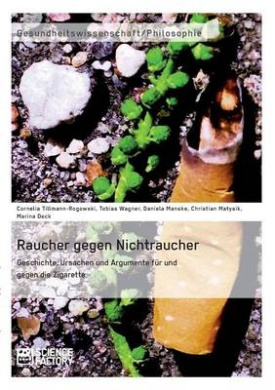 Gesundheitswissenschaft/Philosophie
Cornelia Tillmann-Rogowski, Tobias Wagner, Daniela Manske, Christian Matysik,
Marina Deck
Raucher gegen Nichtraucher
Geschichte, Ursachen und Argumente für und
gegen die Zigarette
SCIENCE
FACTORY